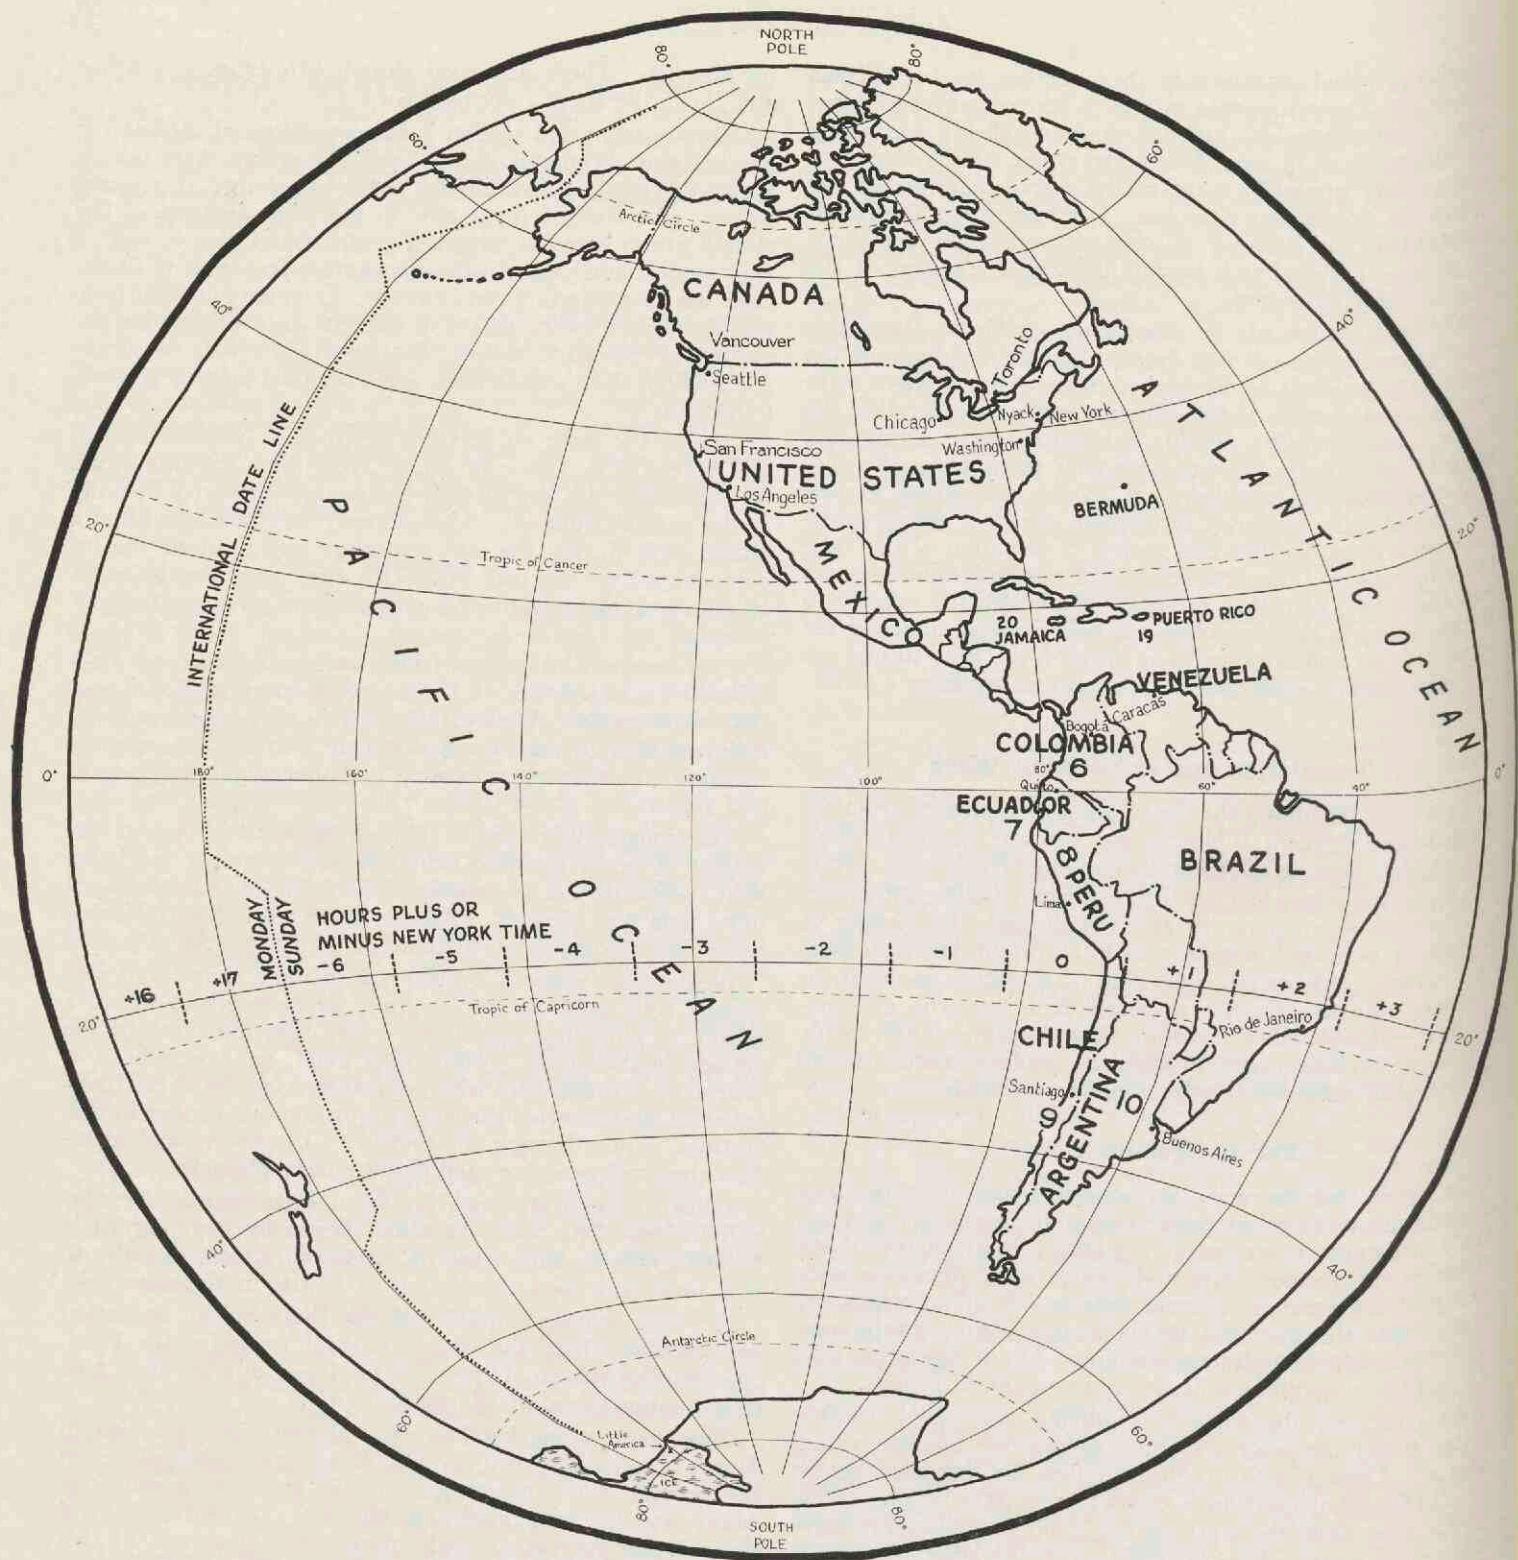 NORTH
POLE
80°
80°
60°
60°
Arctic Circle
CANADA
40°
40°
Vancouver
Toronto
Seattle
Chicago
Nyack
New York
Washington
San Francisco
UNITED STATES
Los Angeles
BERMUDA
ATLANTIC OCEAN
INTERNATIONAL DATE LINE
PACIFIC
OCEAN
20°
20°
Tropic of Cancer
MEXICO
20
JAMAICA
PUERTO RICO
19
VENEZUELA
Caracas
Bogotá
COLOMBIA
6
0°
180°
160°
140°
120°
100°
80°
60°
40°
0°
Quito
ECUADOR
7
8 PERU
BRAZIL
Lima
MONDAY
SUNDAY
HOURS PLUS OR
MINUS NEW YORK TIME
+16
+17
-6
-5
-4
-3
-2
-1
0
+1
+2
+3
20°
20°
Tropic of Capricorn
Rio de Janeiro
CHILE
Santiago
9
ARGENTINA
10
Buenos Aires
40°
40°
Antarctic Circle
60°
60°
Little
America
ICE
80°
80°
SOUTH
POLE